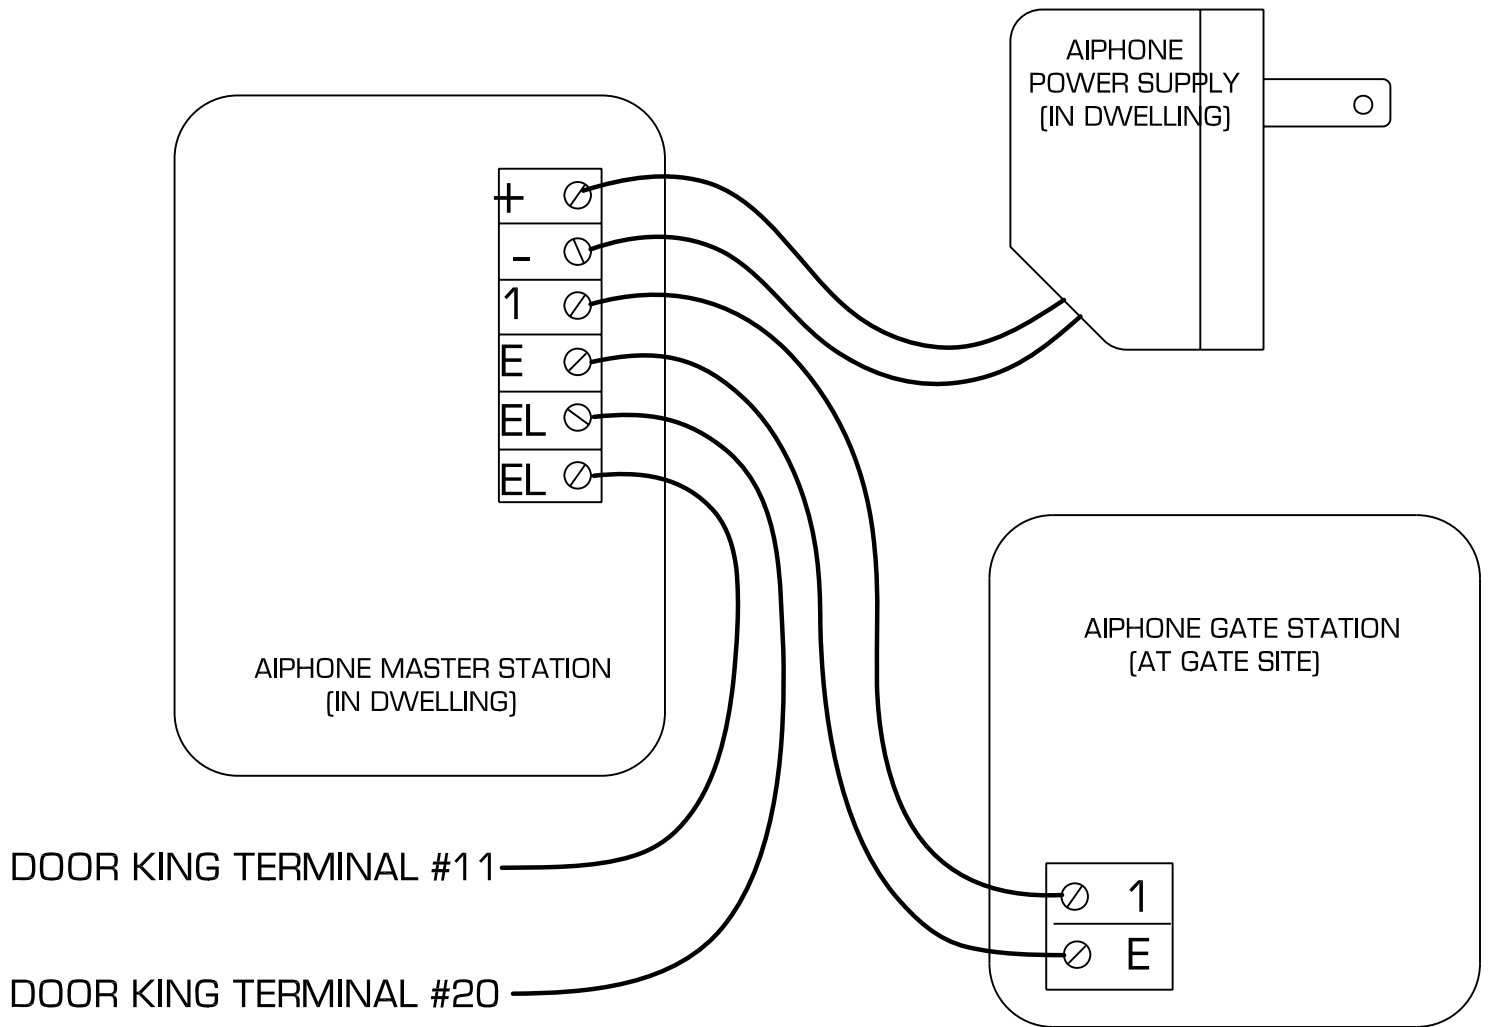 AIPHONE
POWER SUPPLY
(IN DWELLING)
+
-
1
E
EL
EL
AIPHONE MASTER STATION
(IN DWELLING)
AIPHONE GATE STATION
(AT GATE SITE)
DOOR KING TERMINAL #11
1
E
DOOR KING TERMINAL #20